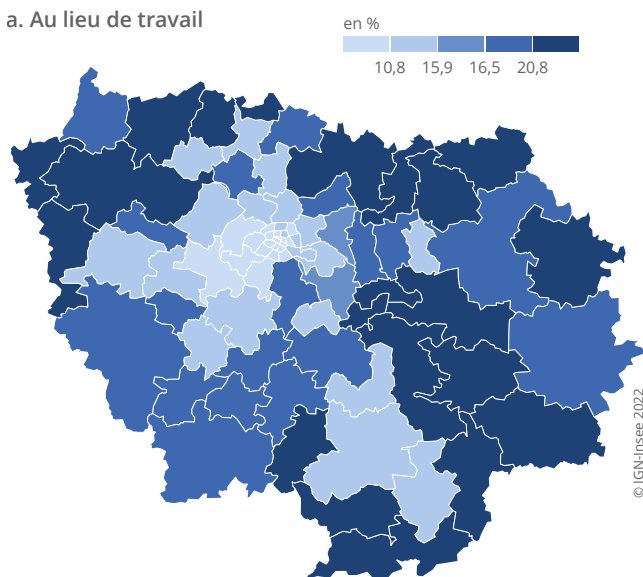 a. Au lieu de travail
en %
10,8 15,9 16,5 20,8
© IGN-Insee 2022